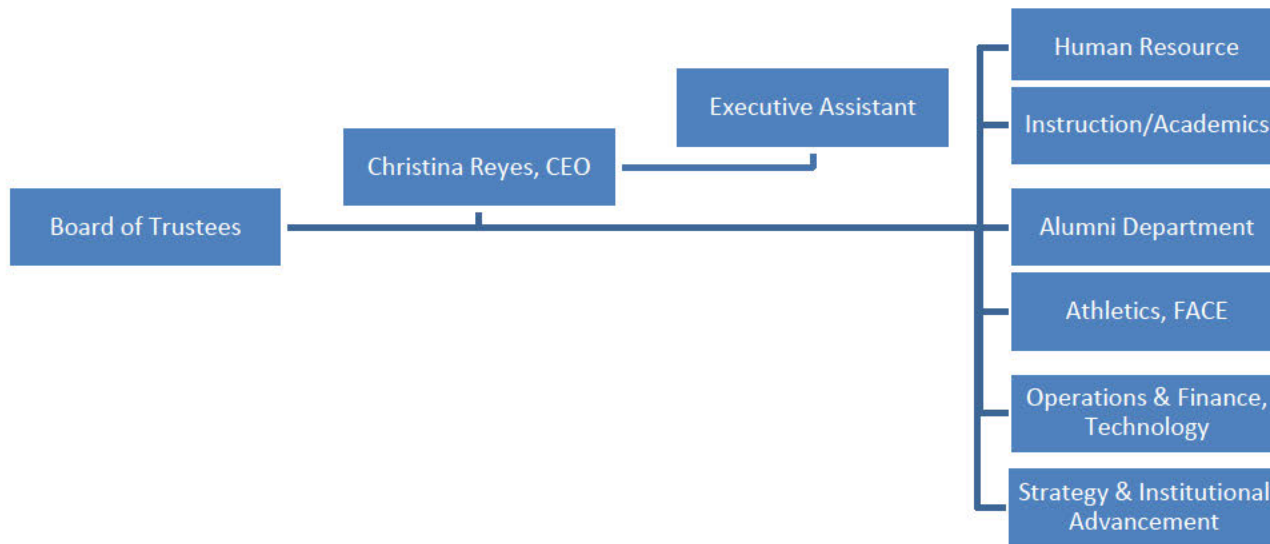 Board of Trustees
Christina Reyes, CEO
Executive Assistant
Human Resource
Instruction/Academics
Alumni Department
Athletics, FACE
Operations & Finance,
Technology
Strategy & Institutional
Advancement